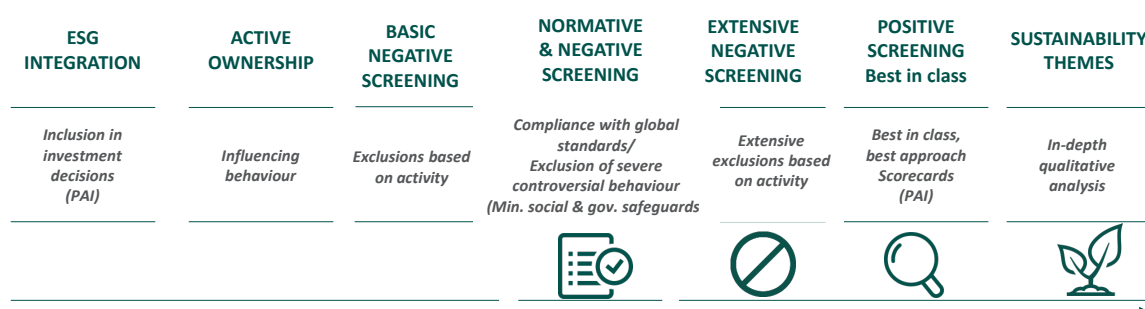 ESG
INTEGRATION
ACTIVE
OWNERSHIP
BASIC
NEGATIVE
SCREENING
NORMATIVE
& NEGATIVE
SCREENING
EXTENSIVE
NEGATIVE
SCREENING
POSITIVE
SCREENING
Best in class
SUSTAINABILITY
THEMES
Inclusion in
investment
decisions
(PAI)
Influencing
behaviour
Exclusions based
on activity
Compliance with global
standards/
Exclusion of severe
controversial behaviour
(Min. social & gov. safeguards
Extensive
exclusions based
on activity
Best in class,
best approach
Scorecards
(PAI)
In-depth
qualitative
analysis